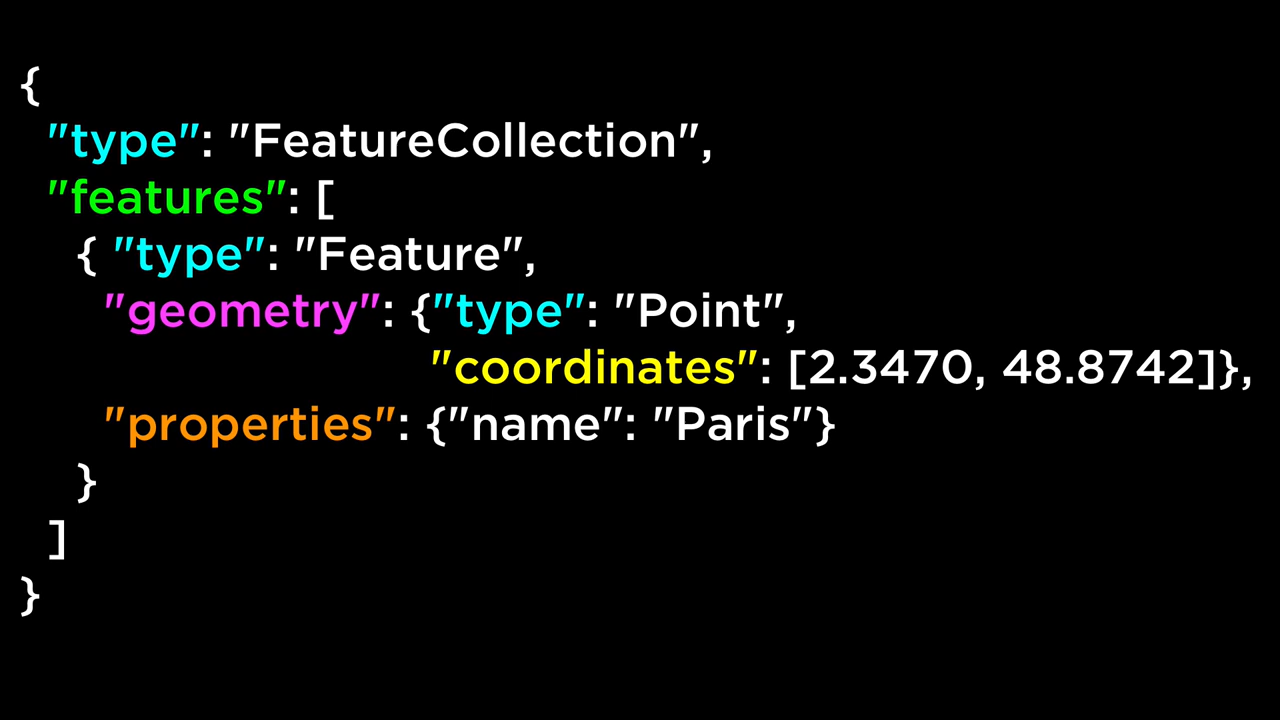 {
"type": "FeatureCollection",
"features": [
{ "type": "Feature",
"geometry": {"type": "Point",
"coordinates": [2.3470, 48.8742]},
"properties": {"name": "Paris"}
}
]
}